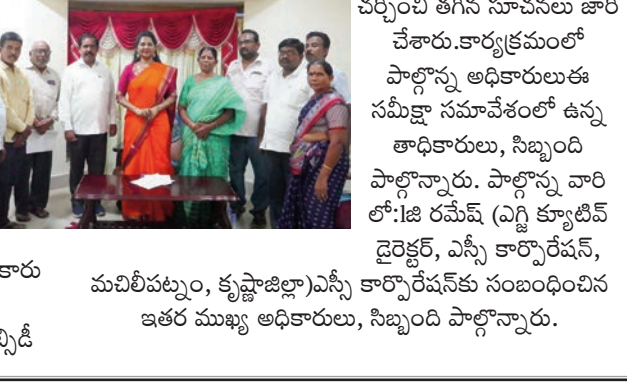 చర్చించి తగిన సూచనలు జారీ
చేశారు.కార్యక్రమంలో
పాల్గొన్న అధికారులుఈ
సమీక్షా సమావేశంలో ఉన్న
తాధికారులు, సిబ్బంది
పాల్గొన్నారు. పాల్గొన్న వారి
లో:1జి రమేష్ (ఎగ్జి క్యూటివ్
డైరెక్టర్, ఎస్సీ కార్పొరేషన్,
మచిలీపట్నం, కృష్ణాజిల్లా)ఎస్సీ కార్పొరేషన్‌కు సంబంధించిన
ఇతర ముఖ్య అధికారులు, సిబ్బంది పాల్గొన్నారు.
కారు